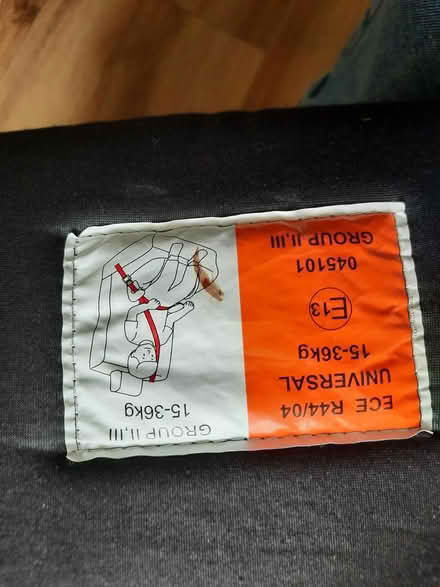 GROUP II,III
15-36kg
ECE R44/04
UNIVERSAL
15-36kg
E13
045101
GROUP II,III